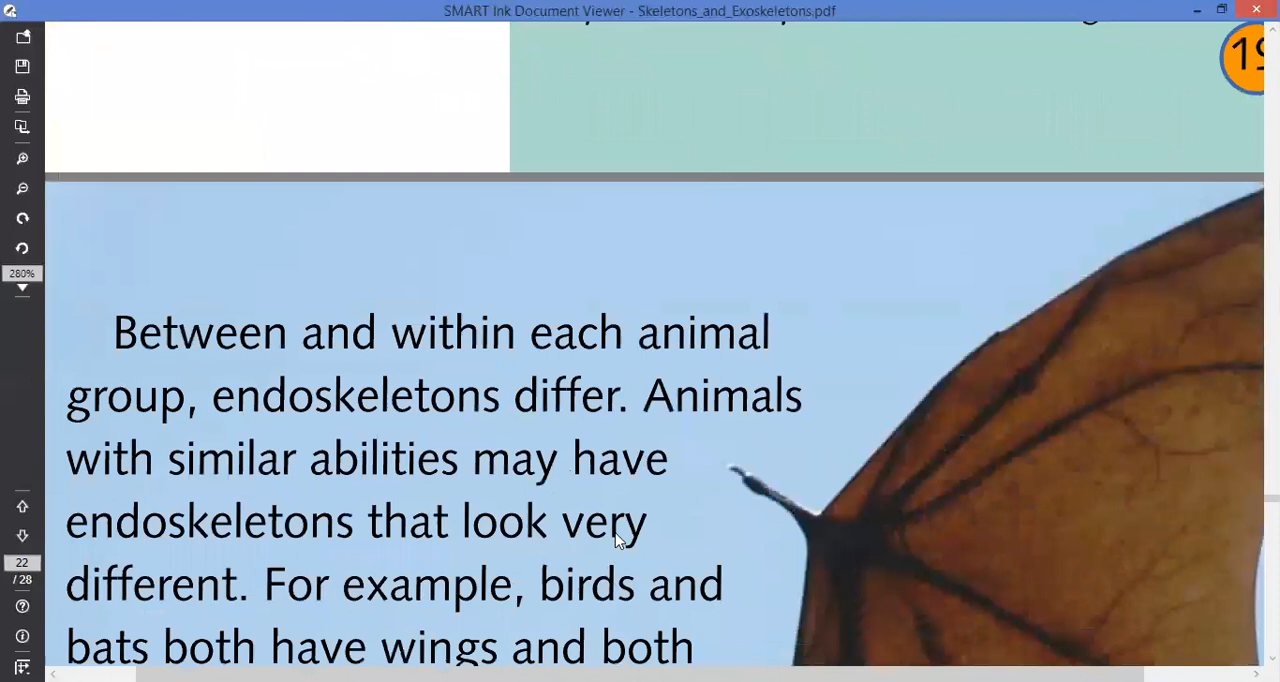 SMART Ink Document Viewer - Skeletons_and_Exoskeletons.pdf
280%
Between and within each animal
group, endoskeletons differ. Animals
with similar abilities may have
endoskeletons that look very
different. For example, birds and
bats both have wings and both
22
/ 28